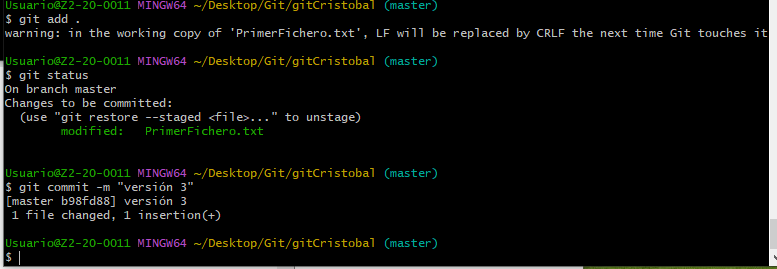 Usuario@Z2-20-0011 MINGW64 ~/Desktop/Git/gitCristobal (master)
$ git add .
warning: in the working copy of 'PrimerFichero.txt', LF will be replaced by CRLF the next time Git touches it
Usuario@Z2-20-0011 MINGW64 ~/Desktop/Git/gitCristobal (master)
$ git status
On branch master
Changes to be committed:
  (use "git restore --staged <file>..." to unstage)
        modified:   PrimerFichero.txt
Usuario@Z2-20-0011 MINGW64 ~/Desktop/Git/gitCristobal (master)
$ git commit -m "versión 3"
[master b98fd88] versión 3
 1 file changed, 1 insertion(+)
Usuario@Z2-20-0011 MINGW64 ~/Desktop/Git/gitCristobal (master)
$